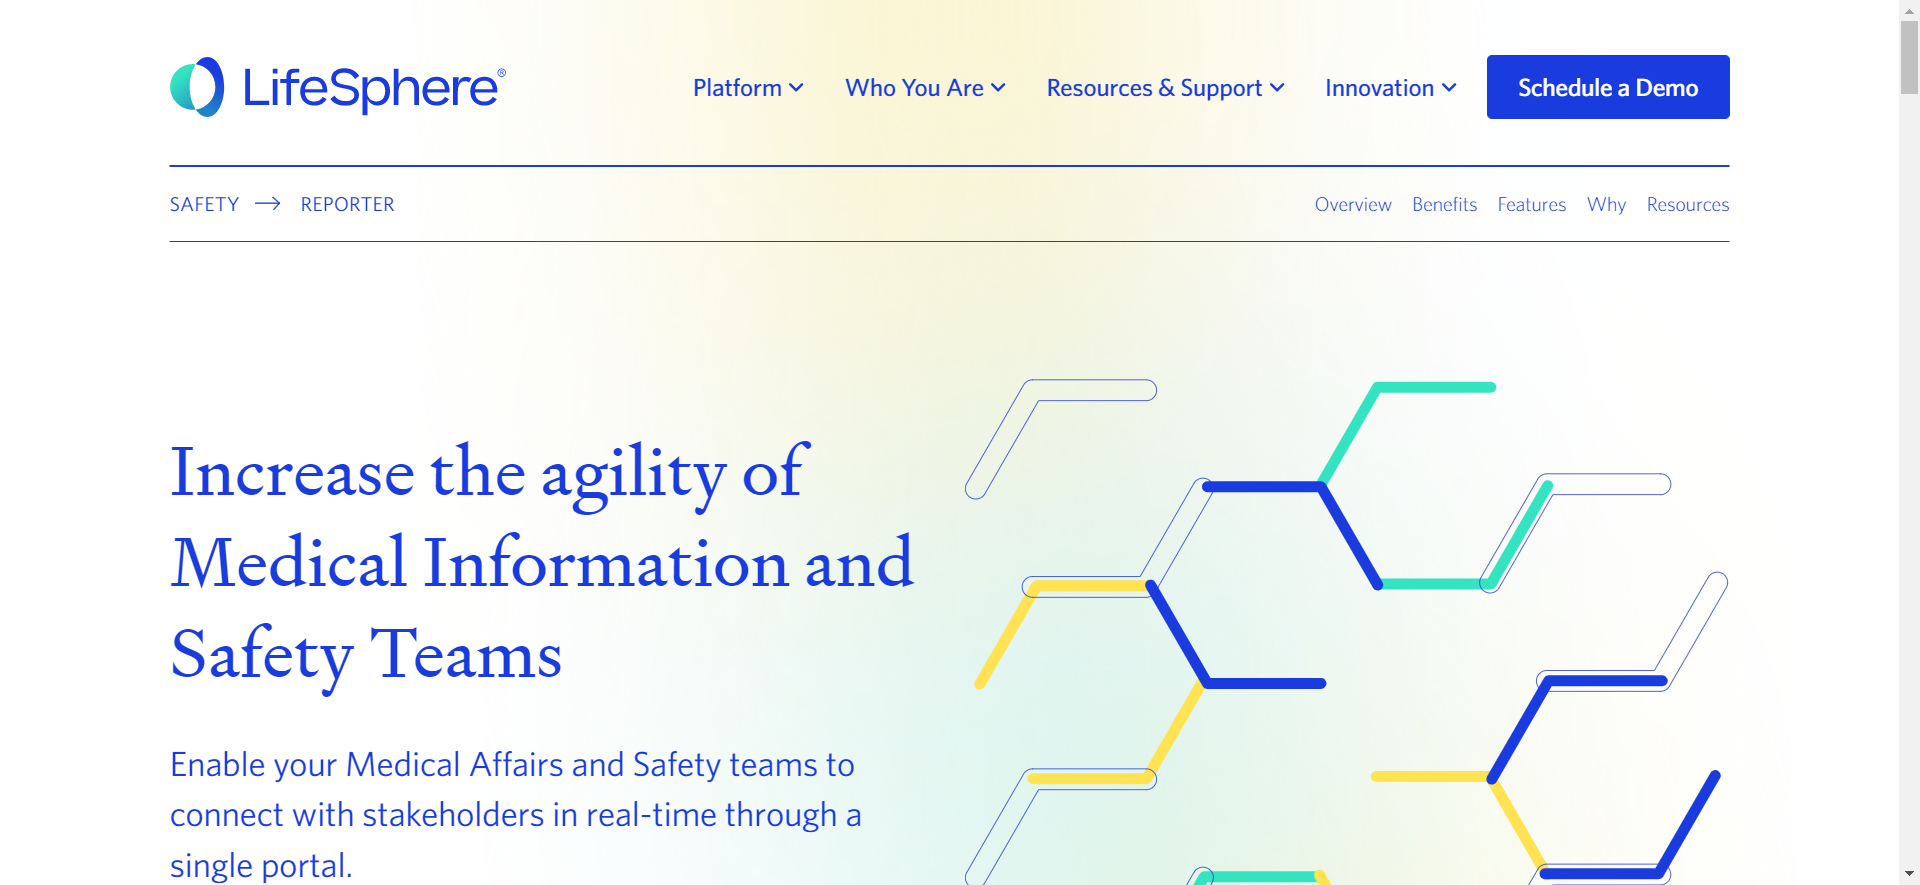 LifeSphere®
Platform Who You Are Resources & Support Innovation Schedule a Demo
SAFETY → REPORTER
Overview Benefits Features Why Resources
Increase the agility of
Medical Information and
Safety Teams
Enable your Medical Affairs and Safety teams to
connect with stakeholders in real-time through a
single portal.